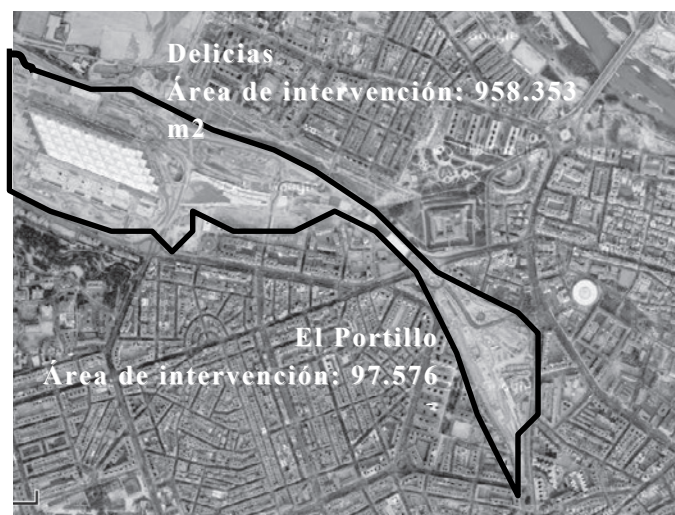 Delicias
Área de intervención: 958.353
m2
El Portillo
Área de intervención: 97.576